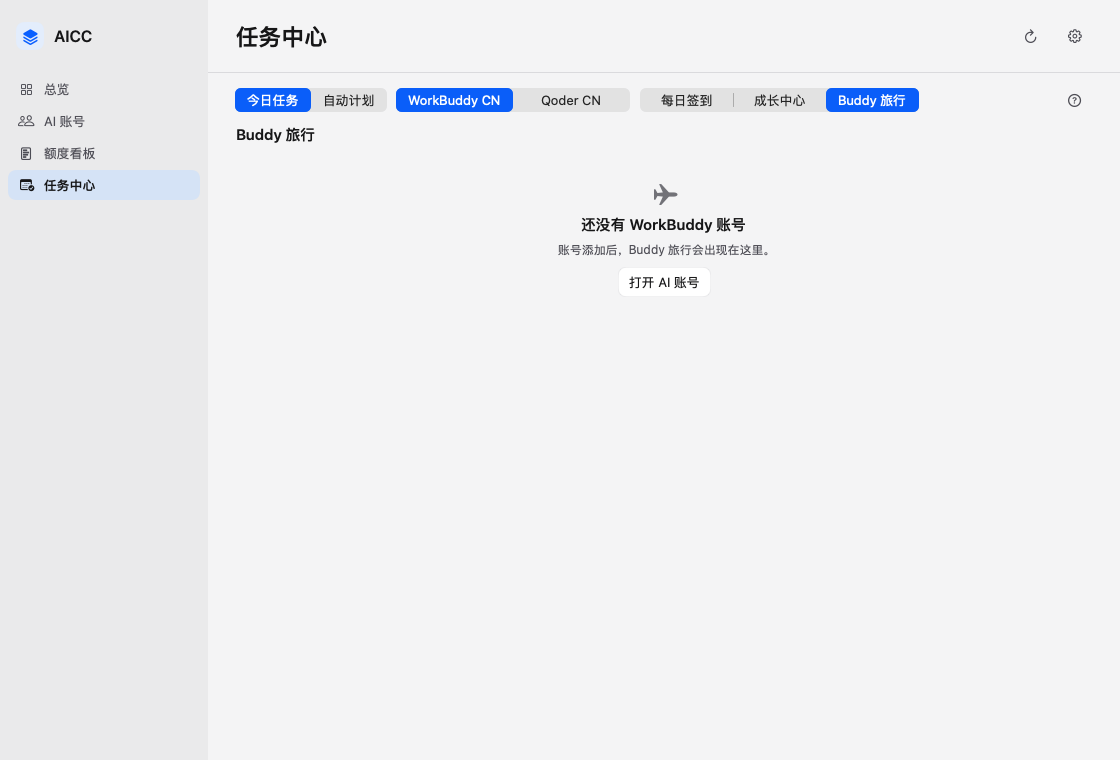 AICC
总览
AI 账号
额度看板
任务中心
任务中心
今日任务 自动计划 WorkBuddy CN Qoder CN 每日签到 成长中心 Buddy 旅行
Buddy 旅行
还没有 WorkBuddy 账号
账号添加后，Buddy 旅行会出现在这里。
打开 AI 账号